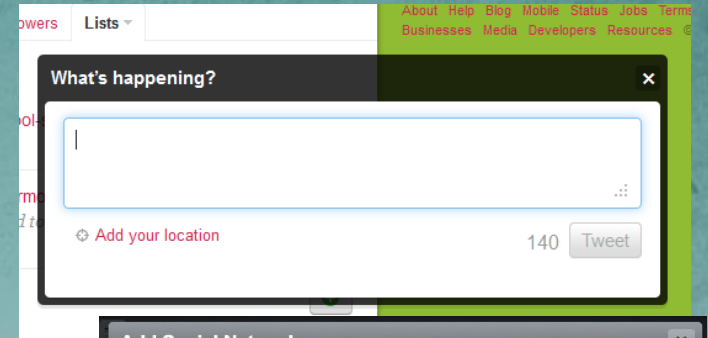 About Help Blog Mobile Status Jobs Terms
Lists
Businesses Media Developers Resources ©
What's happening?
Add your location
140 Tweet